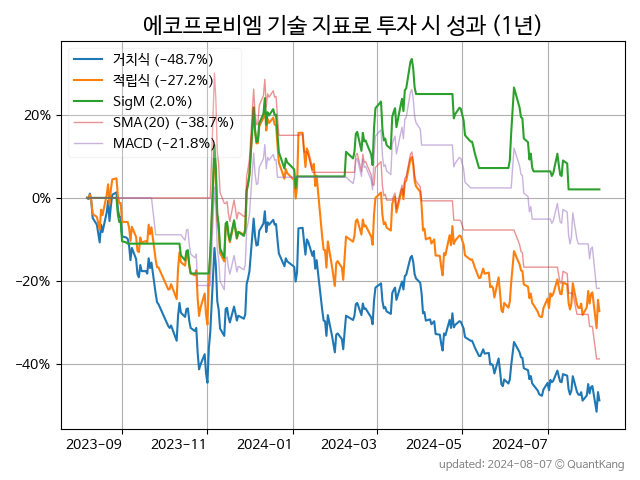 에코프로비엠 기술 지표로 투자 시 성과 (1년)
거치식 (−48.7%)
적립식 (−27.2%)
SigM (2.0%)
SMA(20) (−38.7%)
MACD (−21.8%)
20%
0%
−20%
−40%
2023-09 2023-11 2024-01 2024-03 2024-05 2024-07
updated: 2024-08-07 © QuantKang